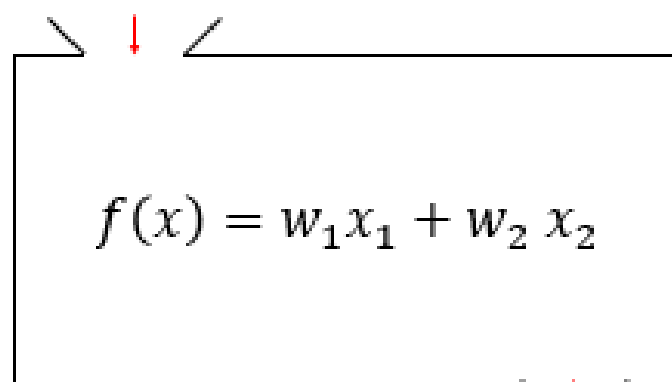 f(x) = w₁x₁ + w₂ x₂